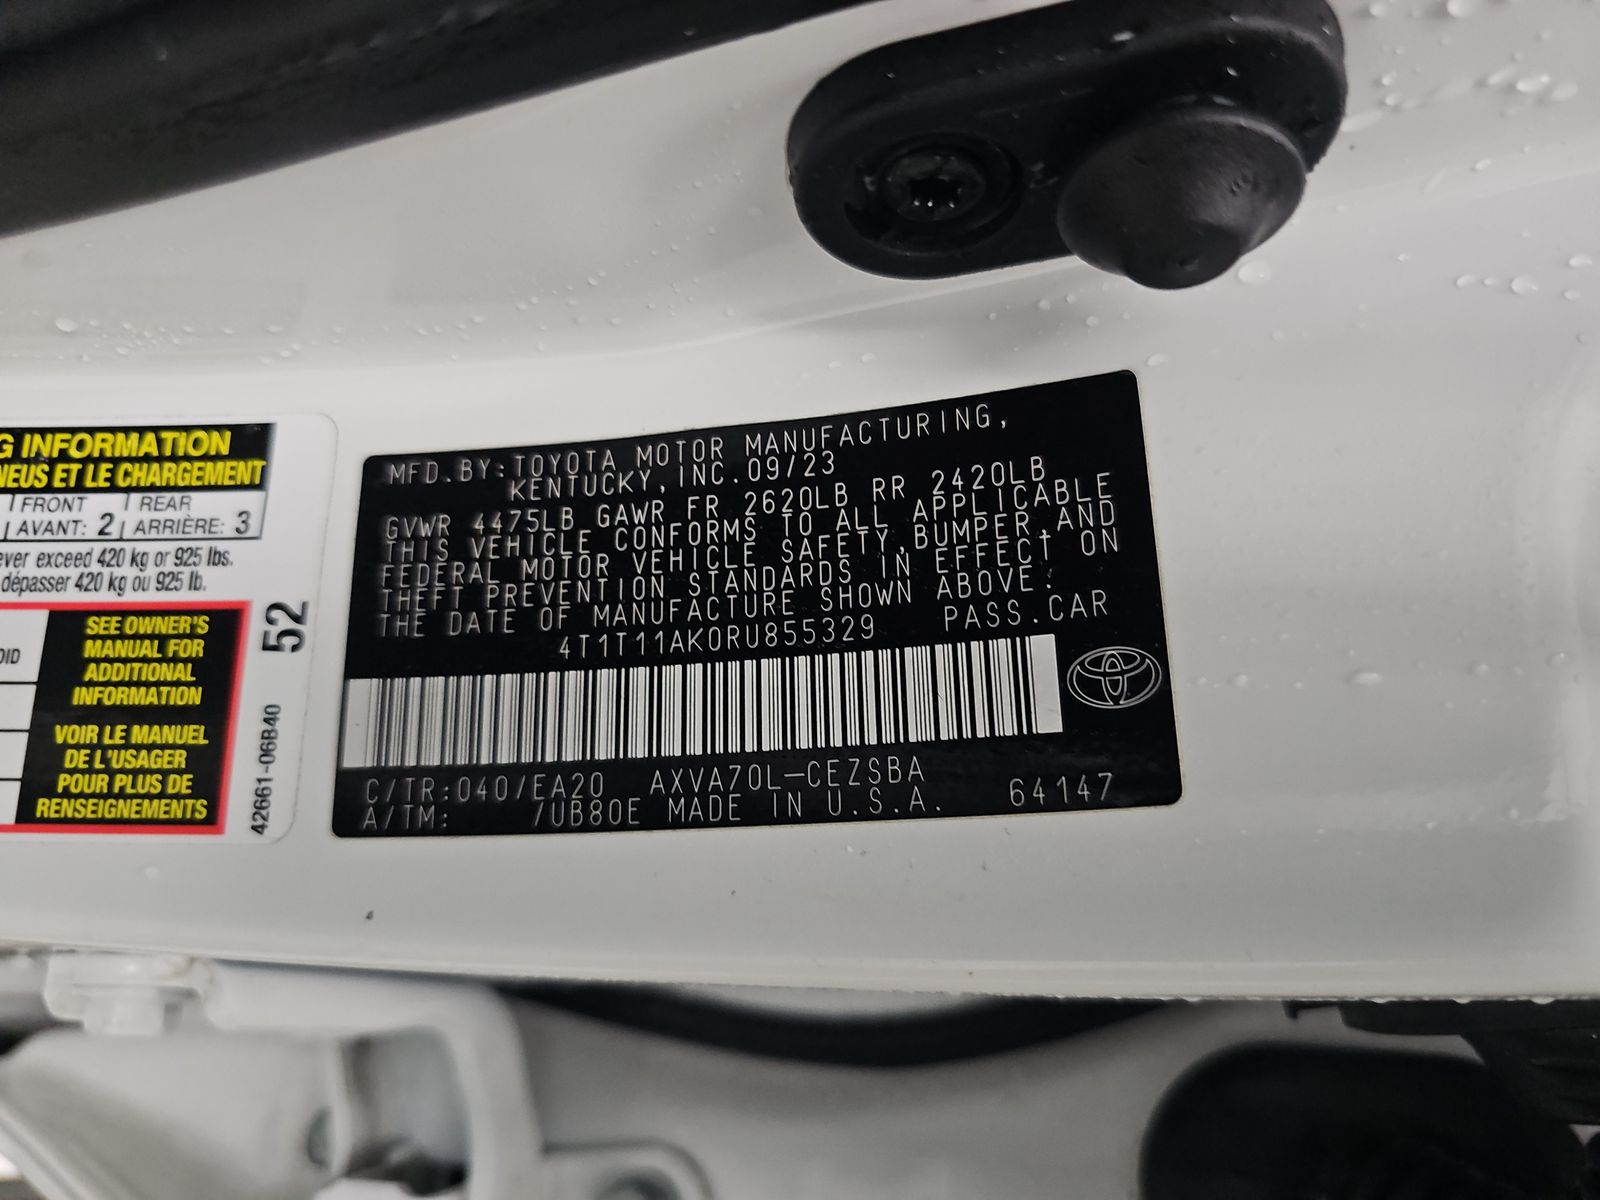 G INFORMATION
NEUS ET LE CHARGEMENT
FRONT REAR
AVANT: 2 ARRIÈRE: 3
ever exceed 420 kg or 925 lbs.
dépasser 420 kg ou 925 lb.
OID
SEE OWNER'S
MANUAL FOR
ADDITIONAL
INFORMATION
VOIR LE MANUEL
DE L'USAGER
POUR PLUS DE
RENSEIGNEMENTS
52
42661-06B40
MFD.BY:TOYOTA MOTOR MANUFACTURING,
KENTUCKY, INC. 09/23
GVWR 4475LB GAWR FR 2620LB RR 2420LB
THIS VEHICLE CONFORMS TO ALL APPLICABLE
FEDERAL MOTOR VEHICLE SAFETY,BUMPER,AND
THEFT PREVENTION STANDARDS IN EFFECT ON
THE DATE OF MANUFACTURE SHOWN ABOVE.
4T1T11AK0RU855329 PASS.CAR
C/TR:040/EA20 AXVA70L-CEZSBA
A/TM: /UB80E MADE IN U.S.A. 64147